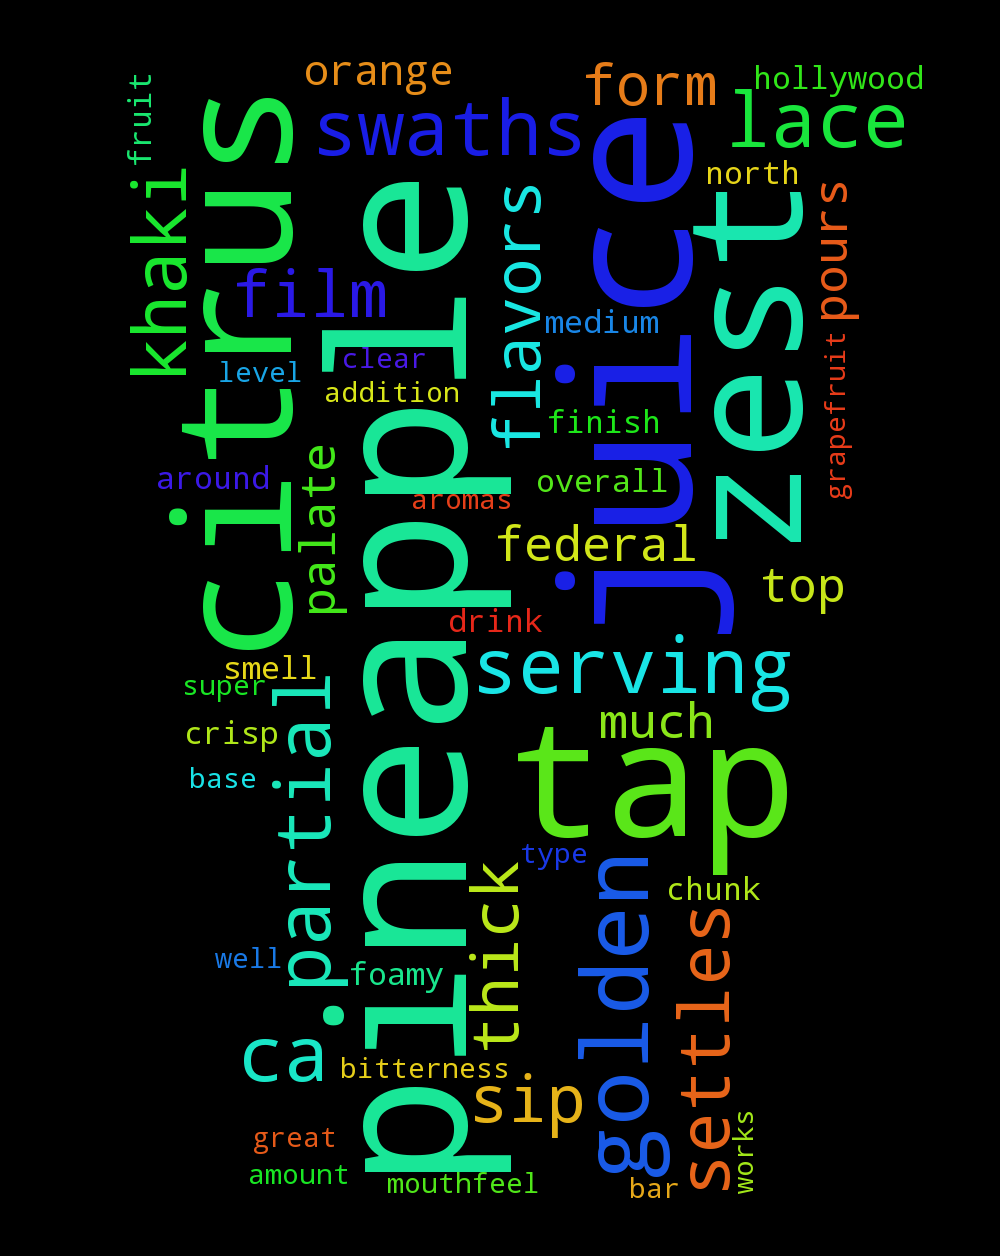 fruit
orange
form
hollywood
swaths
lace
citrus
khaki
pineapple
flavors
juice
north
zest
pours
film
medium
clear
level
addition
grapefruit
finish
around
palate
aromas
overall
federal
top
drink
serving
smell
super
partial
much
crisp
tap
base
type
thick
golden
chunk
settles
well
foamy
ca
bitterness
sip
great
works
amount
mouthfeel
bar